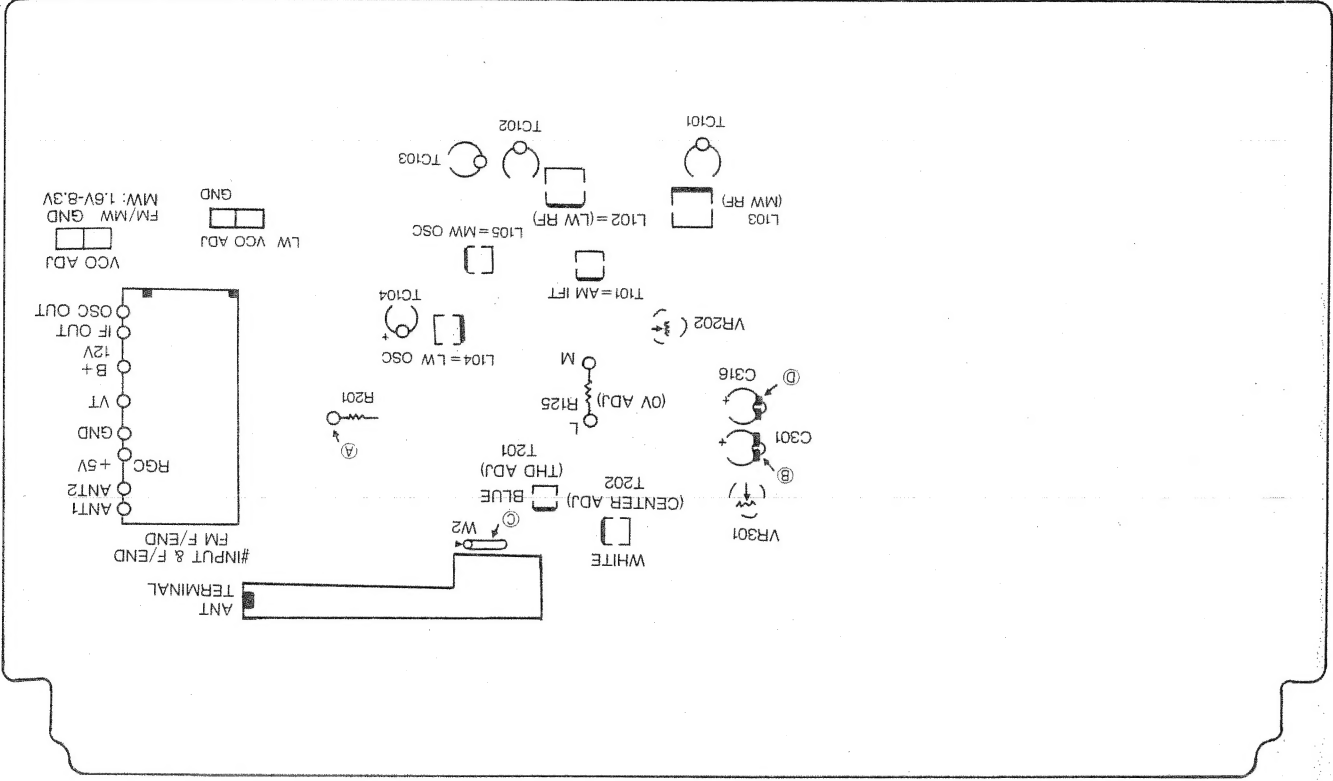 ANT
TERMINAL
#INPUT & F/END
FM F/END
ANT1
ANT2
+5V
RGC
GND
VT
B+
12V
IF OUT
OSC OUT
VCO ADJ
FM/MW GND
MW: 1.6V-8.3V
LW VCO ADJ
GND
W2
Ⓒ
WHITE
T202
(CENTER ADJ)
BLUE
(THD ADJ)
T201
VR301
Ⓑ
C301
Ⓓ
C316
Ⓐ
R201
L
R125 (0V ADJ)
M
VR202
L104=LW OSC
TC104
T101=AM IFT
L105=MW OSC
L102=(LW RF)
L103
(MW RF)
TC103
TC102
TC101